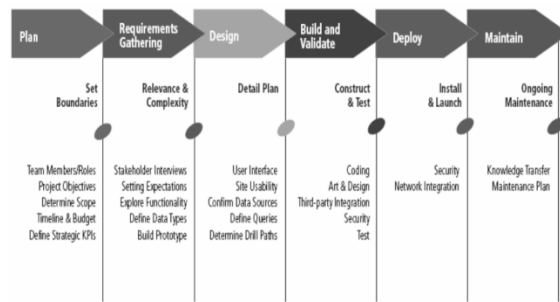 Plan
Requirements
Gathering
Design
Build and
Validate
Deploy
Maintain
Set
Boundaries
Relevance &
Complexity
Detail Plan
Construct
& Test
Install
& Launch
Ongoing
Maintenance
Team Members/Roles
Project Objectives
Determine Scope
Timeline & Budget
Define Strategic KPIs
Stakeholder Interviews
Setting Expectations
Explore Functionality
Define Data Types
Build Prototype
User Interface
Site Usability
Confirm Data Sources
Define Queries
Determine Drill Paths
Coding
Art & Design
Third-party Integration
Security
Test
Security
Network Integration
Knowledge Transfer
Maintenance Plan